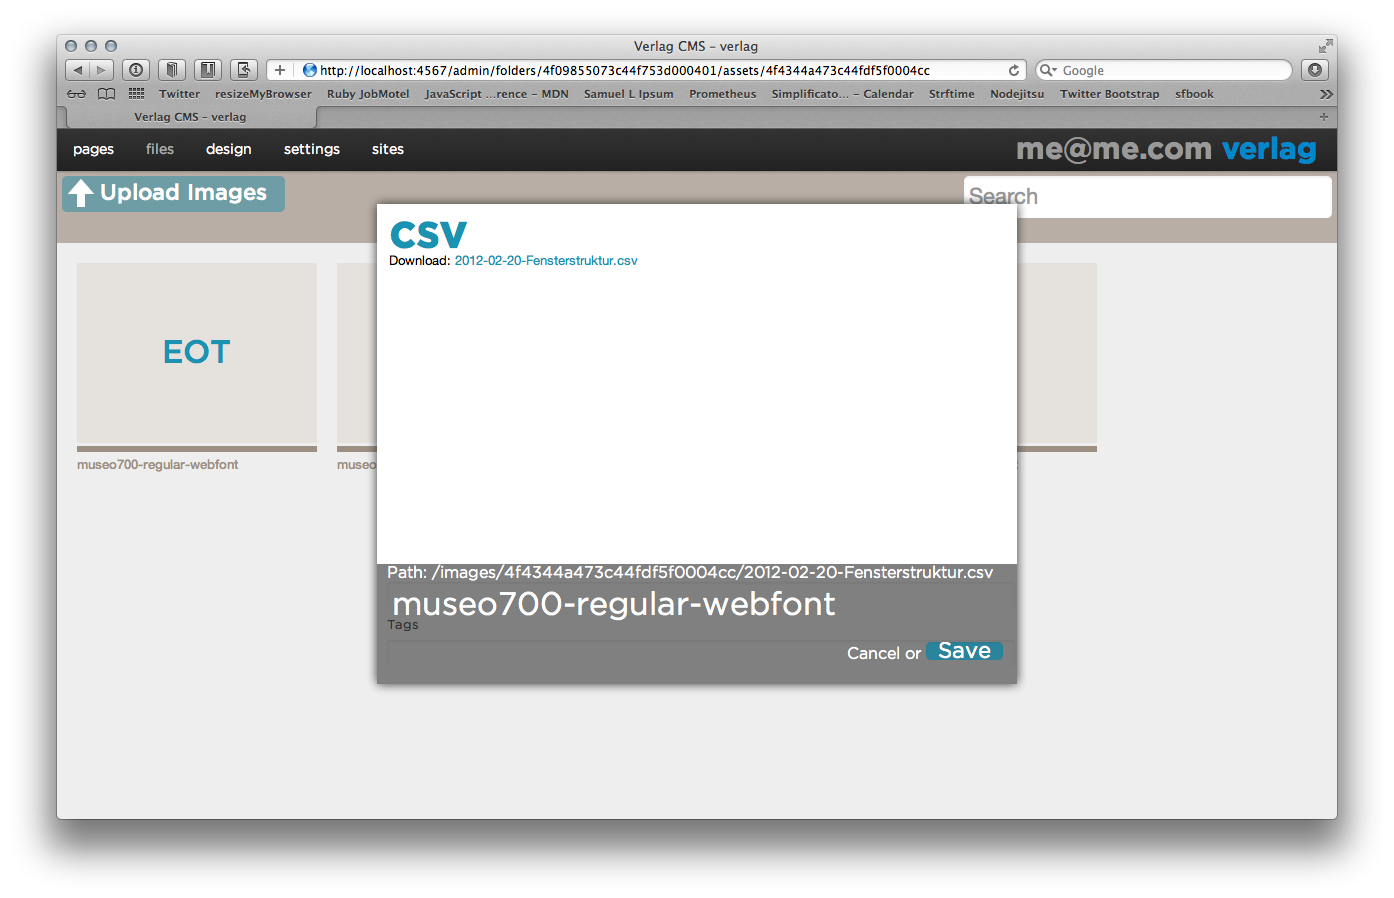 Verlag CMS – verlag
http://localhost:4567/admin/folders/4f09855073c44f753d000401/assets/4f4344a473c44fdf5f0004cc
Google
Twitter resizeMyBrowser Ruby JobMotel JavaScript ...rence – MDN Samuel L Ipsum Prometheus Simplificato... – Calendar Strftime Nodejitsu Twitter Bootstrap sfbook
Verlag CMS – verlag
pages files design settings sites me@me.com verlag
Upload Images
Search
CSV
Download: 2012-02-20-Fensterstruktur.csv
EOT
museo700-regular-webfont
museo
Path: /images/4f4344a473c44fdf5f0004cc/2012-02-20-Fensterstruktur.csv
museo700-regular-webfont
Tags
Cancel or Save